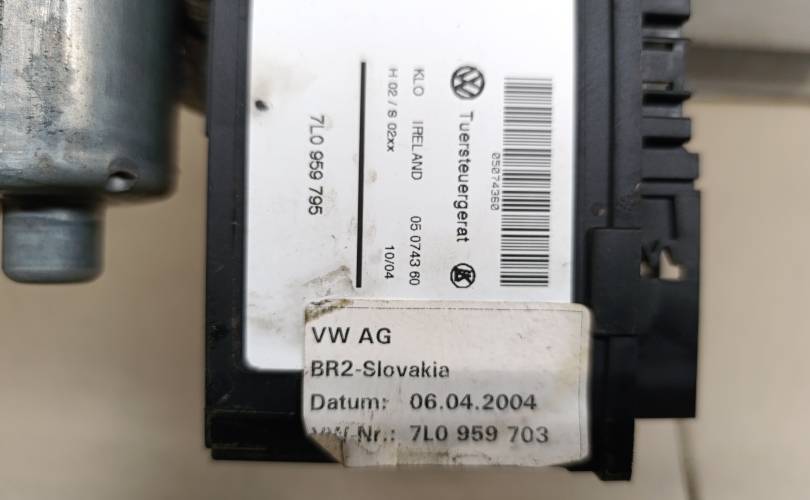 05074360
Tuersteuergerat
KLO IRELAND 05 0743 60
H 02 / S 02xx 10/04
7L0 959 795
VW AG
BR2-Slovakia
Datum: 06.04.2004
VW-Nr.: 7L0 959 703